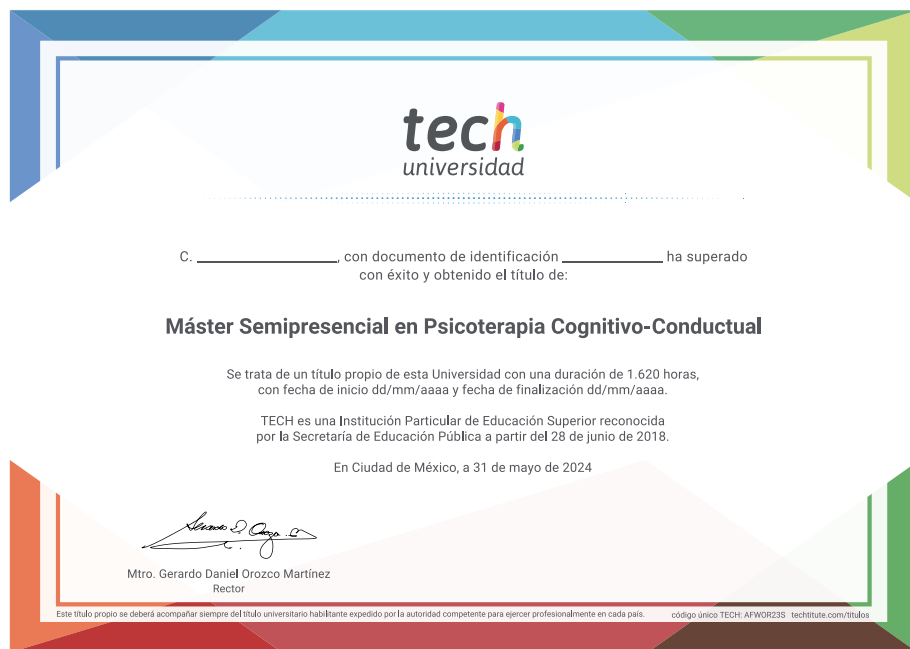 tech
universidad
C. ____________________, con documento de identificación ______________ ha superado
con éxito y obtenido el título de:
Máster Semipresencial en Psicoterapia Cognitivo-Conductual
Se trata de un título propio de esta Universidad con una duración de 1.620 horas,
con fecha de inicio dd/mm/aaaa y fecha de finalización dd/mm/aaaa.
TECH es una Institución Particular de Educación Superior reconocida
por la Secretaría de Educación Pública a partir del 28 de junio de 2018.
En Ciudad de México, a 31 de mayo de 2024
Mtro. Gerardo Daniel Orozco Martínez
Rector
Este título propio se deberá acompañar siempre del título universitario habilitante expedido por la autoridad competente para ejercer profesionalmente en cada país. código único TECH: AFWOR23S techtitute.com/titulos